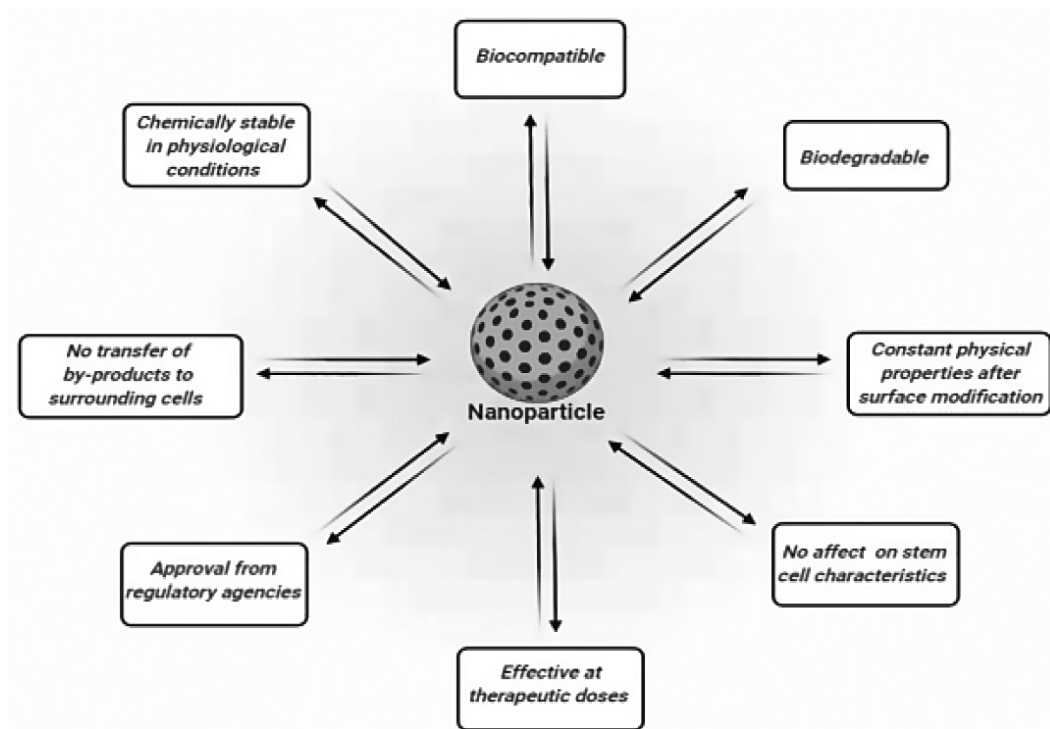 Biocompatible
Chemically stable
in physiological
conditions
Biodegradable
No transfer of
by-products to
surrounding cells
Nanoparticle
Constant physical
properties after
surface modification
Approval from
regulatory agencies
No affect on stem
cell characteristics
Effective at
therapeutic doses